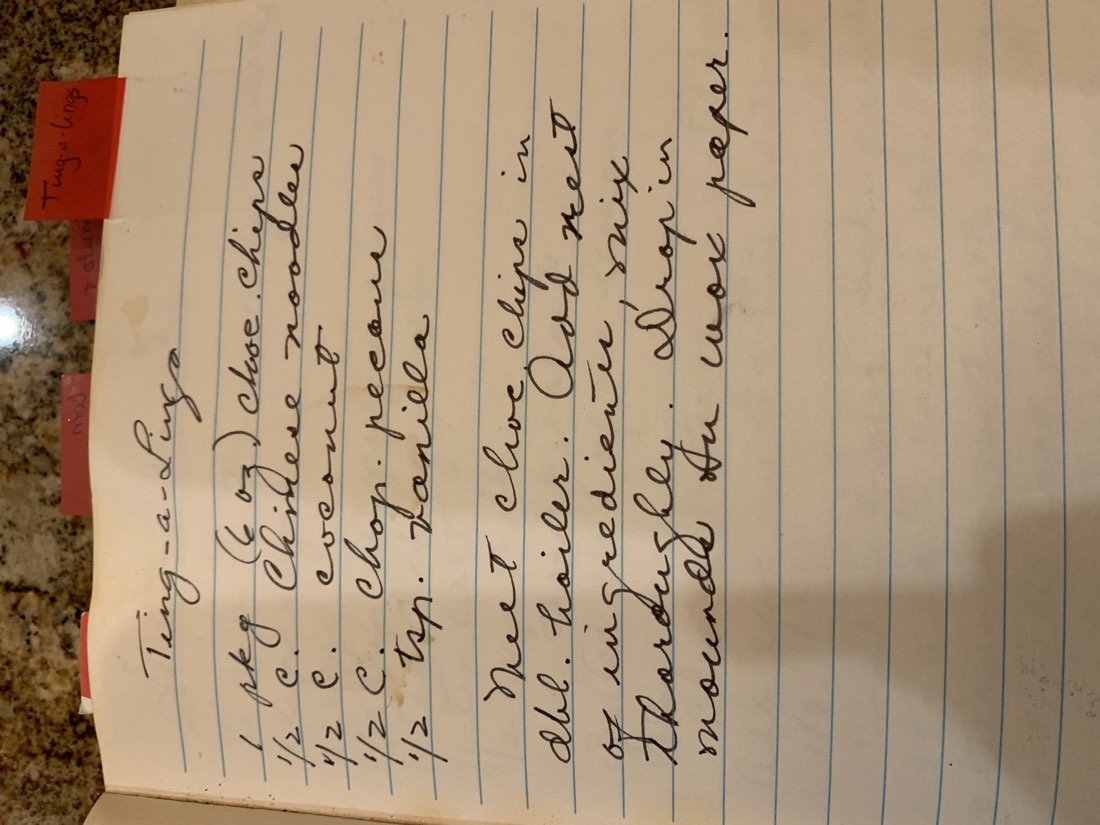 Ting-a-Lings
Ting-a-Lings
1 pkg (6 oz) choc. chips
1/2 C. Chinese noodles
1/2 C. coconut
1/2 C. chop. pecans
1/2 tsp. vanilla
Melt choc. chips in
dbl. boiler. Add rest
of ingredients, mix
thoroughly. Drop in
mounds on wax paper.